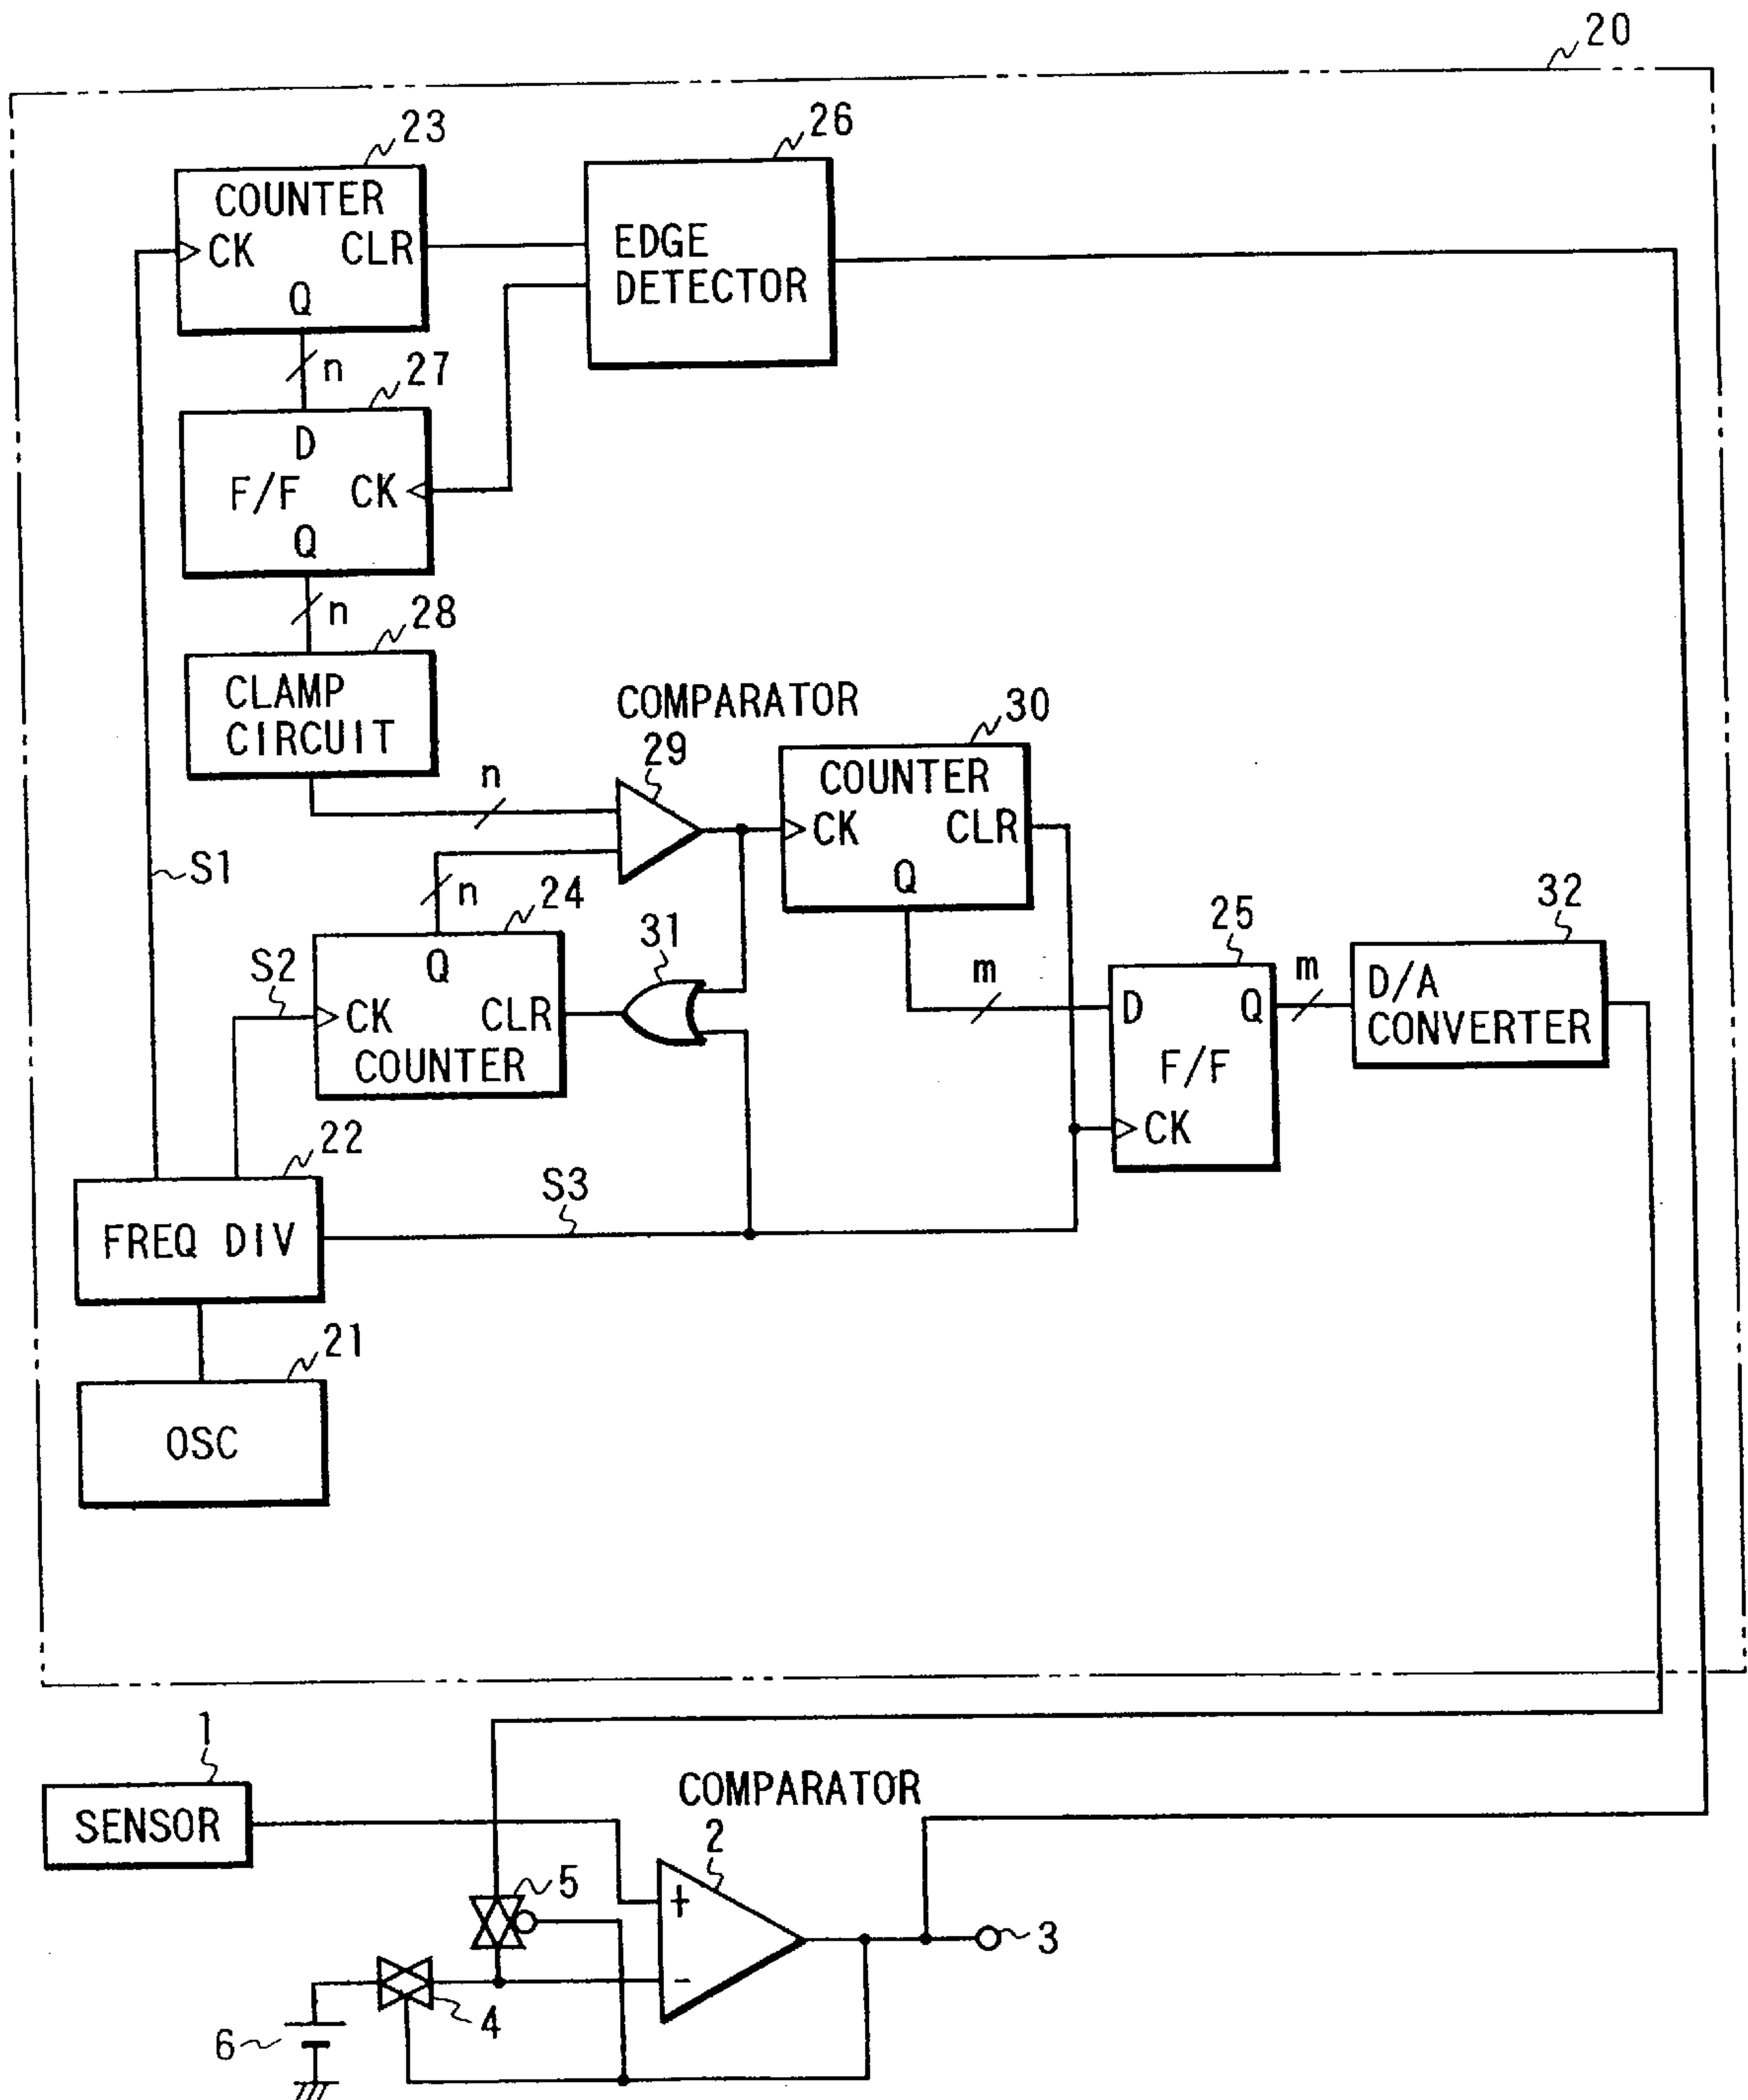 20
23
COUNTER
CK CLR
Q
26
EDGE
DETECTOR
n
27
D
F/F CK
Q
n
28
CLAMP
CIRCUIT
COMPARATOR
29
n
30
COUNTER
CK CLR
Q
S1
n
24
Q
CK CLR
COUNTER
S2
31
m
25
D Q
F/F
CK
m
32
D/A
CONVERTER
22
FREQ DIV
S3
21
OSC
1
SENSOR
COMPARATOR
2
+
-
5
3
4
6